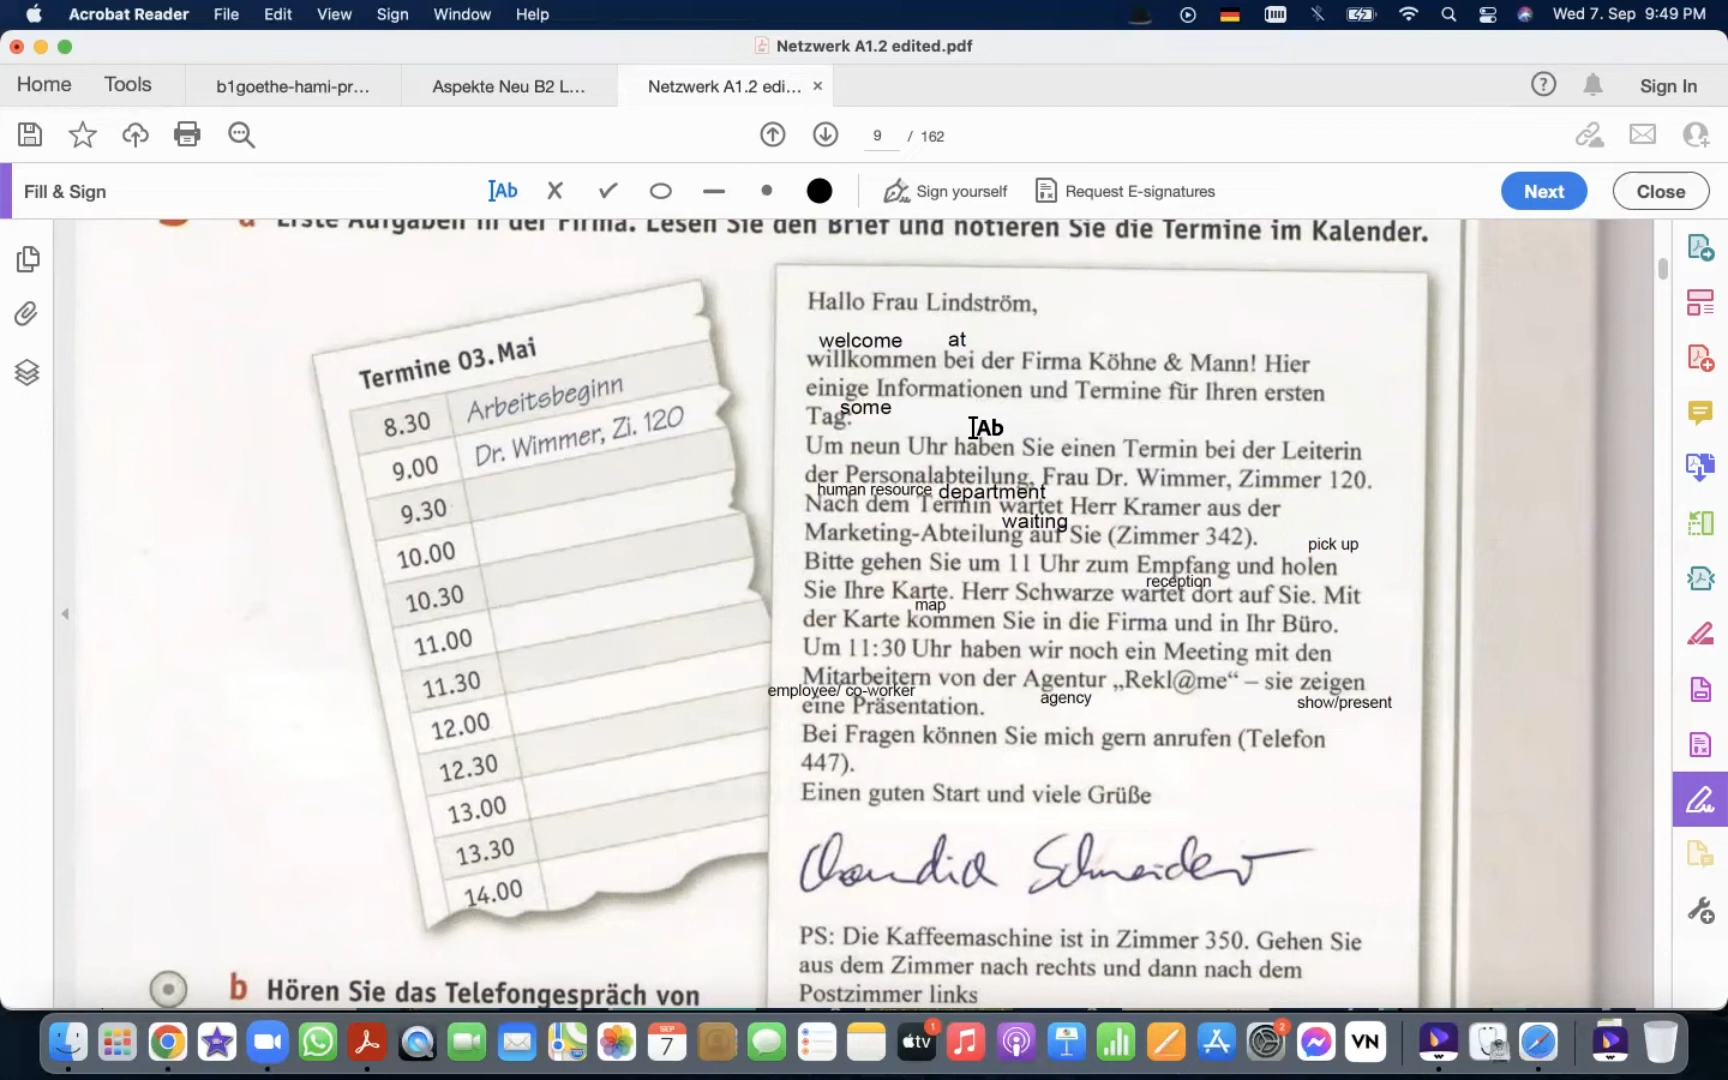 Acrobat Reader File Edit View Sign Window Help Wed 7. Sep 9:49 PM
Netzwerk A1.2 edited.pdf
Home Tools b1goethe-hami-pr... Aspekte Neu B2 L... Netzwerk A1.2 edi... × Sign In
9 / 162
Fill & Sign Ab Sign yourself Request E-signatures Next Close
a Erste Aufgaben in der Firma. Lesen Sie den Brief und notieren Sie die Termine im Kalender.
Termine 03. Mai
8.30 Arbeitsbeginn
9.00 Dr. Wimmer, Zi. 120
9.30
10.00
10.30
11.00
11.30
12.00
12.30
13.00
13.30
14.00
Hallo Frau Lindström,
welcome at
willkommen bei der Firma Köhne & Mann! Hier
einige Informationen und Termine für Ihren ersten
some
Tag:
Ab
Um neun Uhr haben Sie einen Termin bei der Leiterin
der Personalabteilung, Frau Dr. Wimmer, Zimmer 120.
human resource department
Nach dem Termin wartet Herr Kramer aus der
waiting
Marketing-Abteilung auf Sie (Zimmer 342).
pick up
Bitte gehen Sie um 11 Uhr zum Empfang und holen
reception
Sie Ihre Karte. Herr Schwarze wartet dort auf Sie. Mit
map
der Karte kommen Sie in die Firma und in Ihr Büro.
Um 11:30 Uhr haben wir noch ein Meeting mit den
Mitarbeitern von der Agentur „Rekl@me“ – sie zeigen
employee/ co-worker agency show/present
eine Präsentation.
Bei Fragen können Sie mich gern anrufen (Telefon
447).
Einen guten Start und viele Grüße
Claudia Schneider
PS: Die Kaffeemaschine ist in Zimmer 350. Gehen Sie
aus dem Zimmer nach rechts und dann nach dem
Postzimmer links
b Hören Sie das Telefongespräch von
SEP
7
tv
1
2
VN